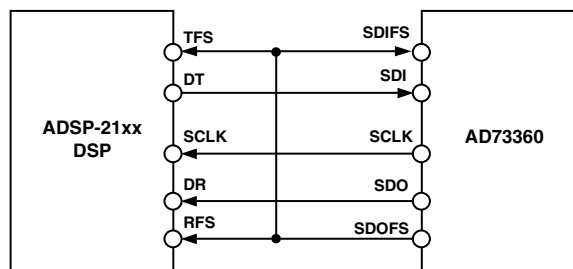 TFS SDIFS
DT SDI
ADSP-21xx
DSP
SCLK SCLK
AD73360
DR SDO
RFS SDOFS